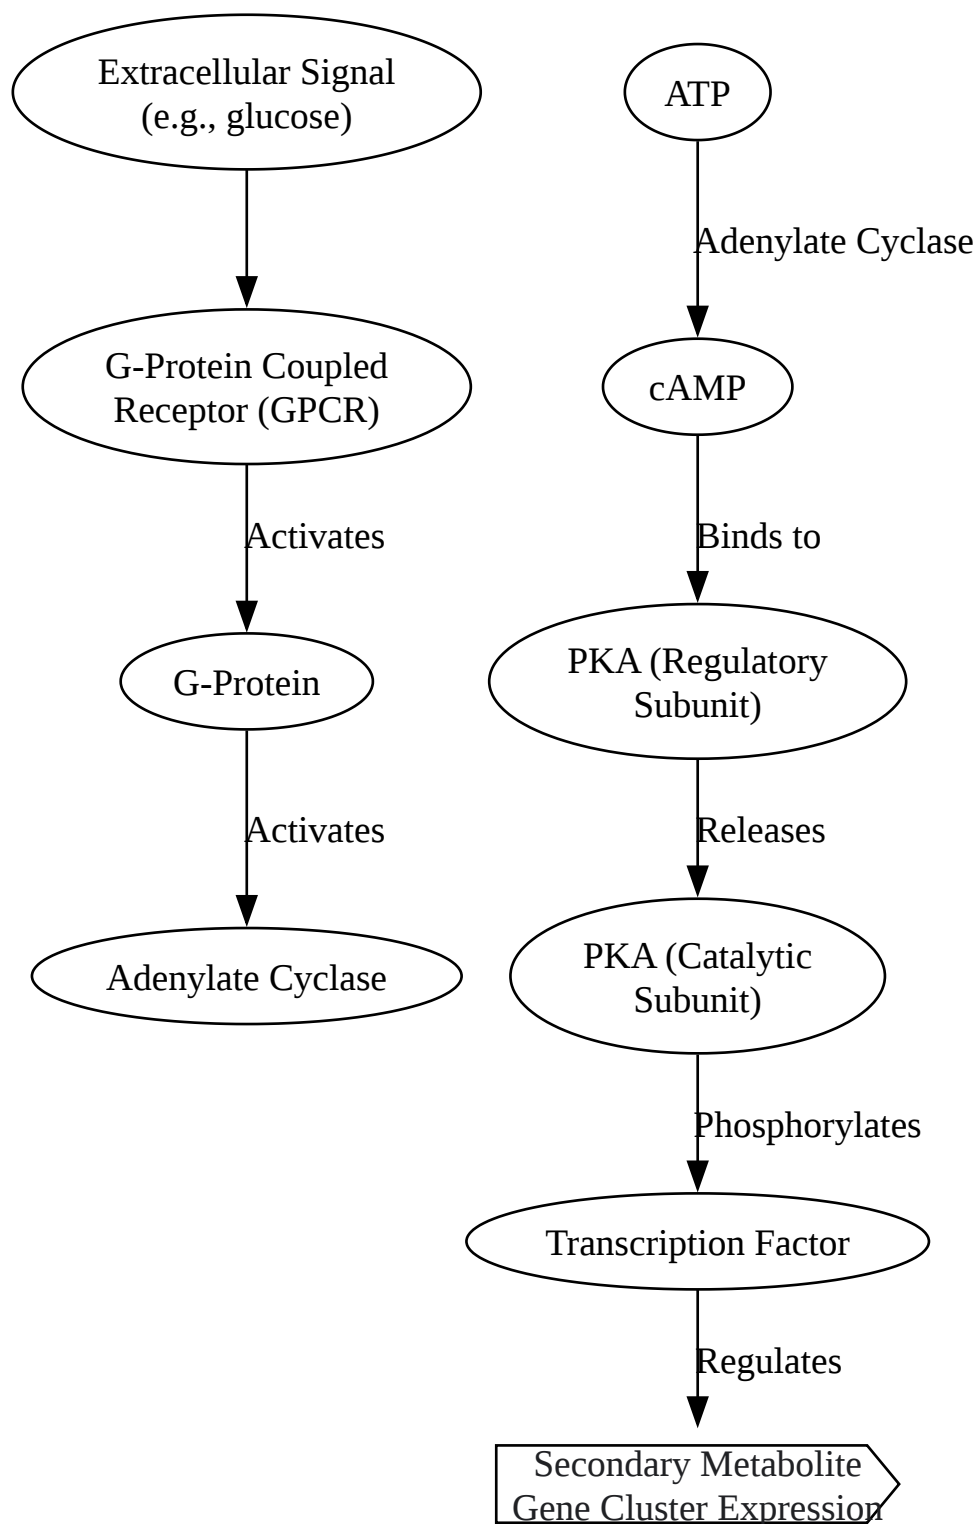 Extracellular Signal
(e.g., glucose)
G-Protein Coupled
Receptor (GPCR)
Activates
G-Protein
Activates
Adenylate Cyclase
ATP
Adenylate Cyclase
cAMP
Binds to
PKA (Regulatory
Subunit)
Releases
PKA (Catalytic
Subunit)
Phosphorylates
Transcription Factor
Regulates
Secondary Metabolite
Gene Cluster Expression